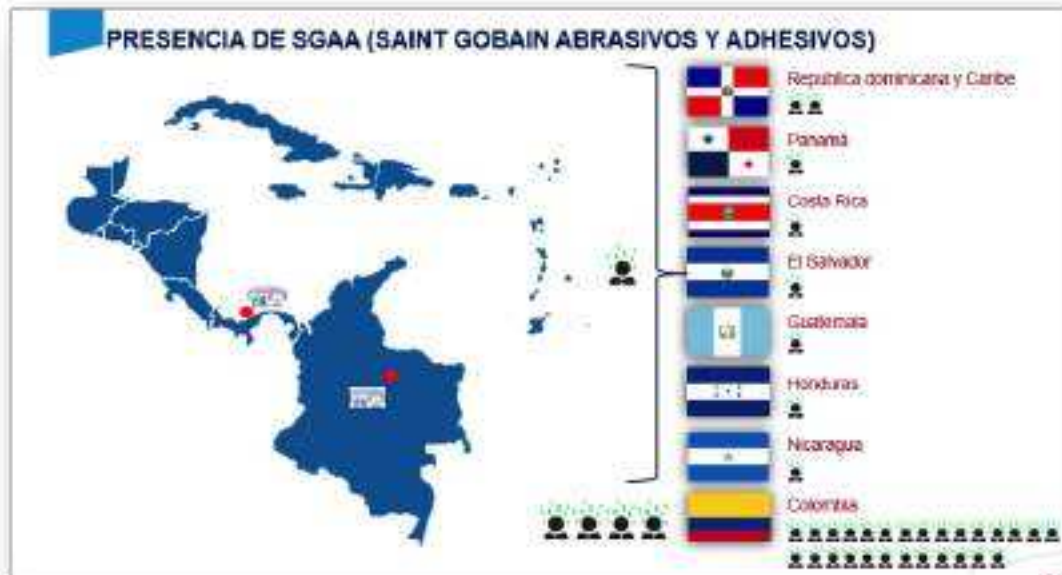 PRESENCIA DE SGAA (SAINT GOBAIN ABRASIVOS Y ADHESIVOS)
Republica dominicana y Caribe
Panamá
Costa Rica
El Salvador
Guatemala
Honduras
Nicaragua
Colombia